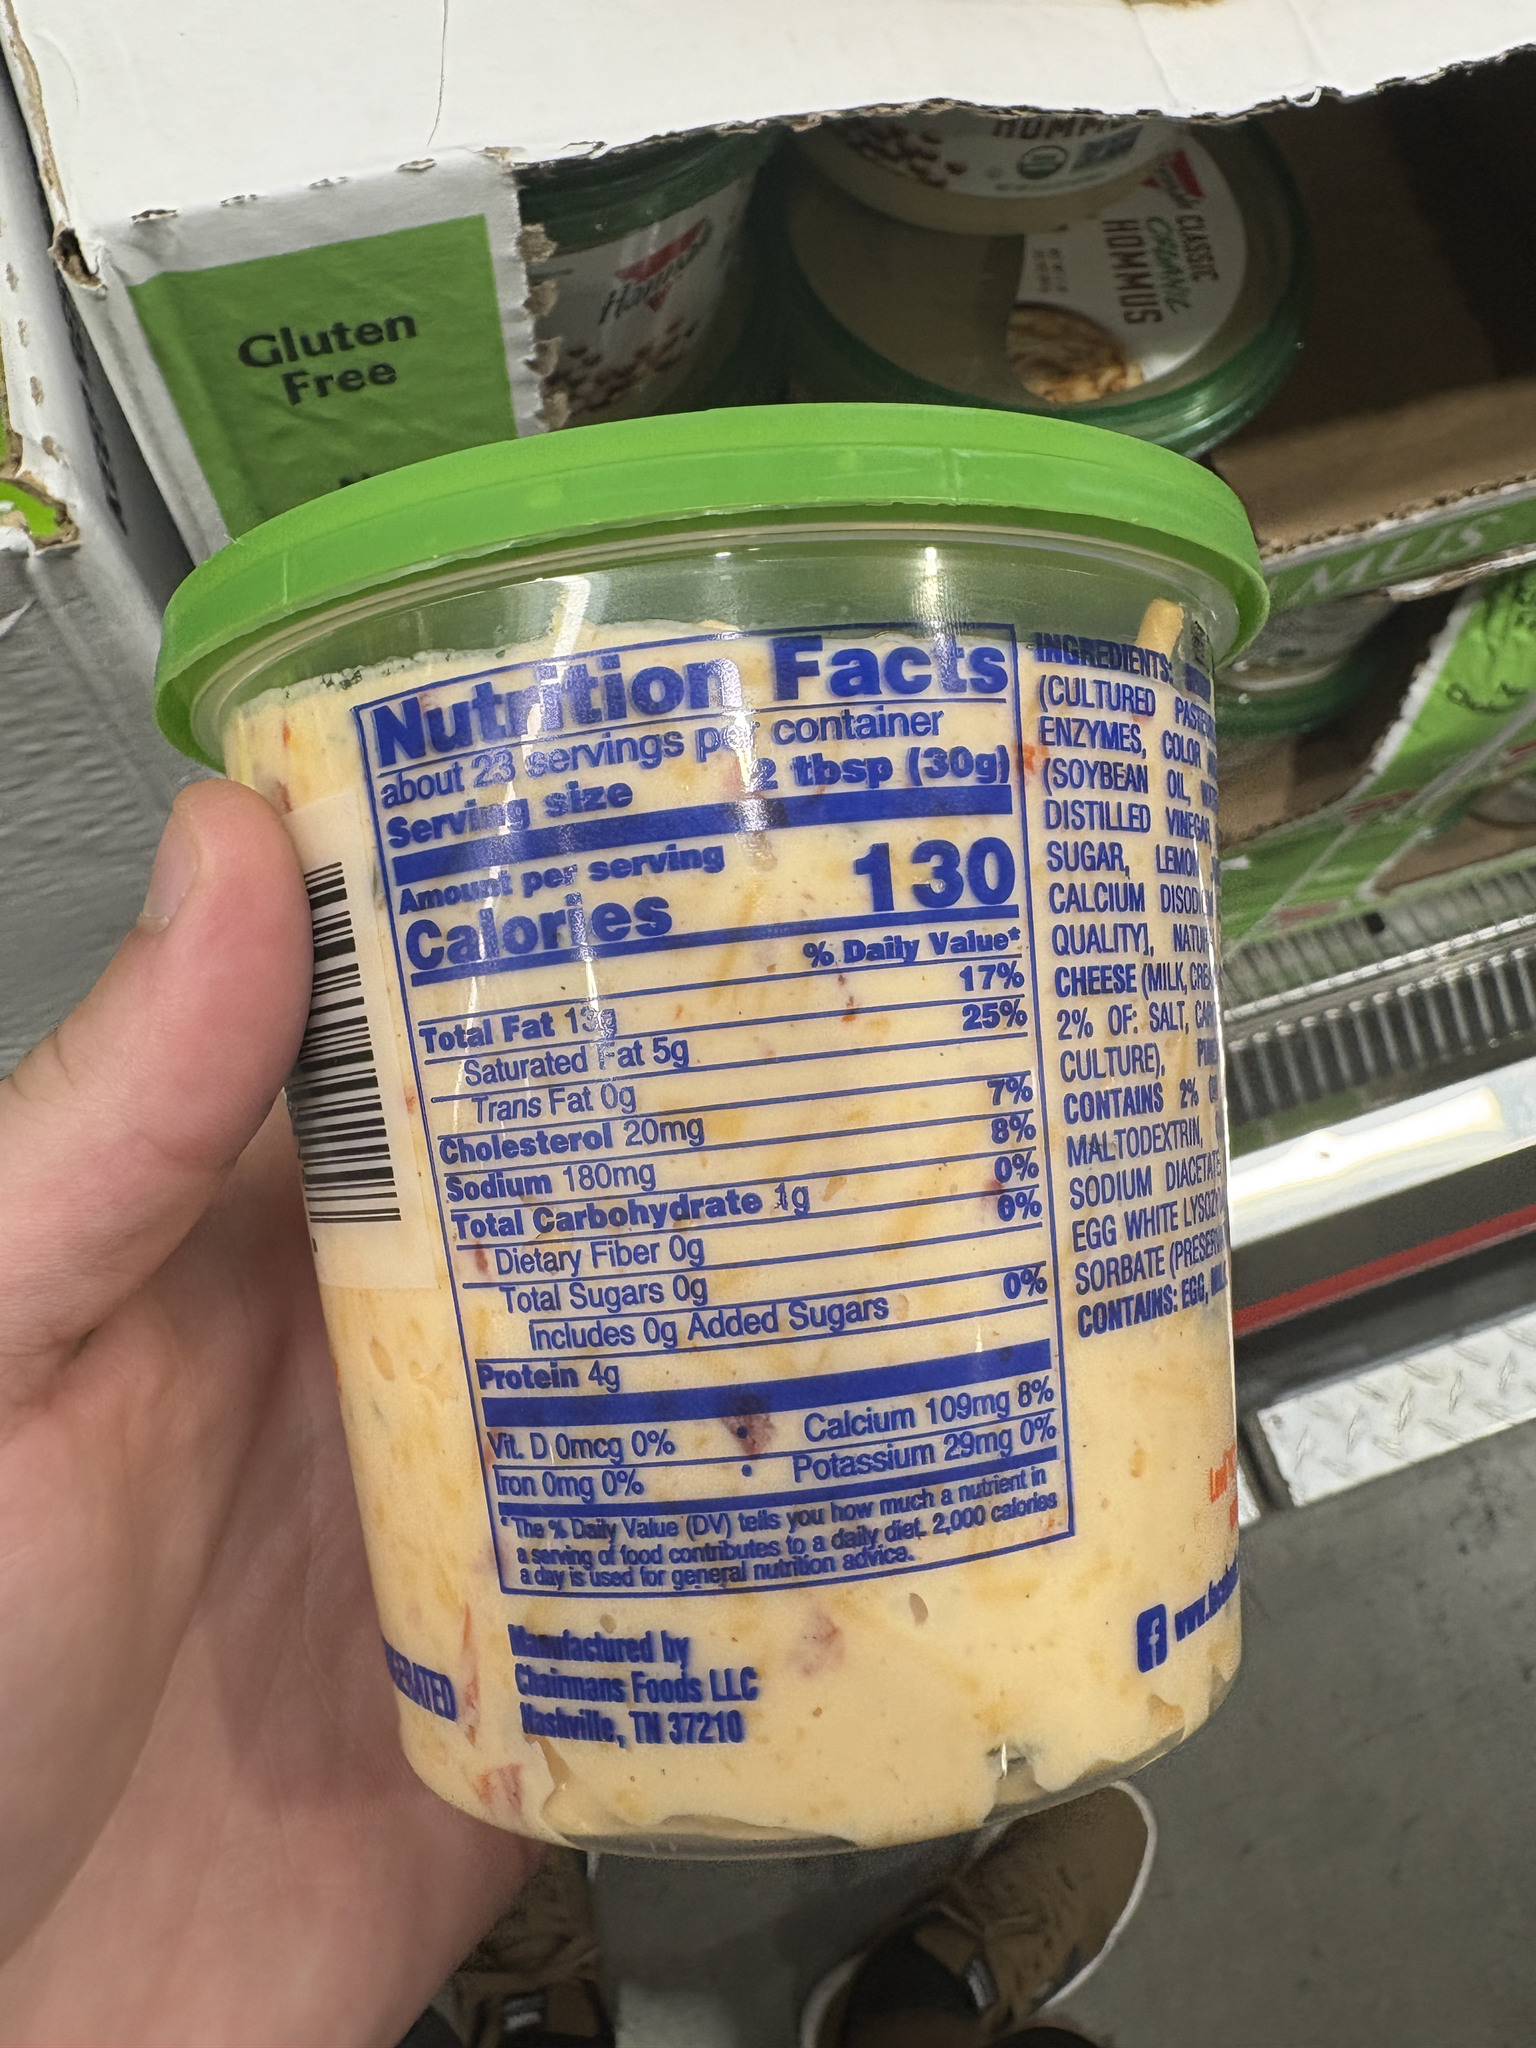 HOMMUS
CLASSIC
ORGANIC
HOMMUS
Gluten
Free
MUS
Nutrition Facts
about 23 servings per container
Serving size 2 tbsp (30g)
Amount per serving
Calories 130
% Daily Value*
Total Fat 13g 17%
Saturated Fat 5g 25%
Trans Fat 0g
Cholesterol 20mg 7%
Sodium 180mg 8%
Total Carbohydrate 1g 0%
Dietary Fiber 0g 0%
Total Sugars 0g
Includes 0g Added Sugars 0%
Protein 4g
Vit. D 0mcg 0% • Calcium 109mg 8%
Iron 0mg 0% • Potassium 29mg 0%
*The % Daily Value (DV) tells you how much a nutrient in
a serving of food contributes to a daily diet. 2,000 calories
a day is used for general nutrition advice.
Manufactured by
Chairmans Foods LLC
Nashville, TN 37210
INGREDIENTS:
(CULTURED
ENZYMES, COLOR
(SOYBEAN OIL,
DISTILLED VINEGAR
SUGAR, LEMON
CALCIUM
QUALITY],
CHEESE (MILK,
2% OF: SALT,
CULTURE),
CONTAINS 2%
MALTODEXTRIN,
SODIUM
EGG WHITE
SORBATE
CONTAINS: EGG,